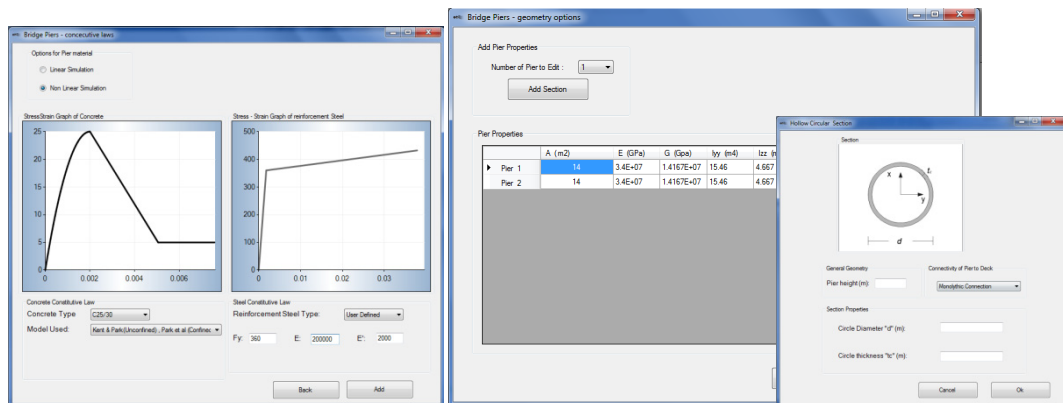 Bridge Piers - concecutive laws
Options for Pier material
Linear Simulation
Non Linear Simulation
StressStrain Graph of Concrete
25
20
15
10
5
0
0 0.002 0.004 0.006
Stress - Strain Graph of reinforcement Steel
500
400
300
200
100
0
0 0.01 0.02 0.03
Concrete Constitutive Law
Concrete Type C25/30
Model Used: Kent & Park(Unconfined) , Park et al (Confinec
Steel Constitutive Law
Reinforcement Steel Type: User Defined
Fy: 360 E: 200000 E': 2000
Back Add
Bridge Piers - geometry options
Add Pier Properties
Number of Pier to Edit : 1
Add Section
Pier Properties
A (m2) E (GPa) G (Gpa) Iyy (m4) Izz
Pier 1 14 3.4E+07 1.4167E+07 15.46 4.667
Pier 2 14 3.4E+07 1.4167E+07 15.46 4.667
Hollow Circular Section
Section
x
y
d
General Geometry
Pier height(m):
Connectivity of Pier to Deck
Monolythic Connection
Section Properties
Circle Diameter "d" (m):
Circle thickness "tc" (m):
Cancel Ok